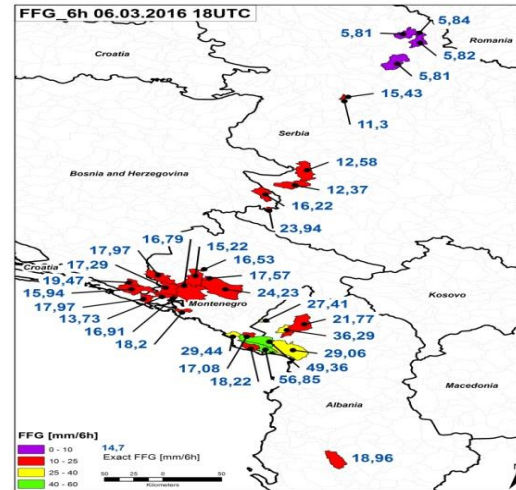 FFG_6h 06.03.2016 18UTC
5,84
5,81
Romania
Croatia
5,82
5,81
15,43
11,3
Serbia
12,58
Bosnia and Herzegovina
12,37
16,22
23,94
16,79
15,22
17,97
16,53
Croatia
17,29
17,57
19,47
24,23
Kosovo
15,94
Montenegro
27,41
17,97
21,77
13,73
16,91
36,29
18,2
29,44
29,06
17,08
49,36
Macedonia
18,22
56,85
Albania
FFG [mm/6h]
0 - 10
14,7
10 - 25
Exact FFG [mm/6h]
18,96
25 - 40
40 - 60
Kilometers